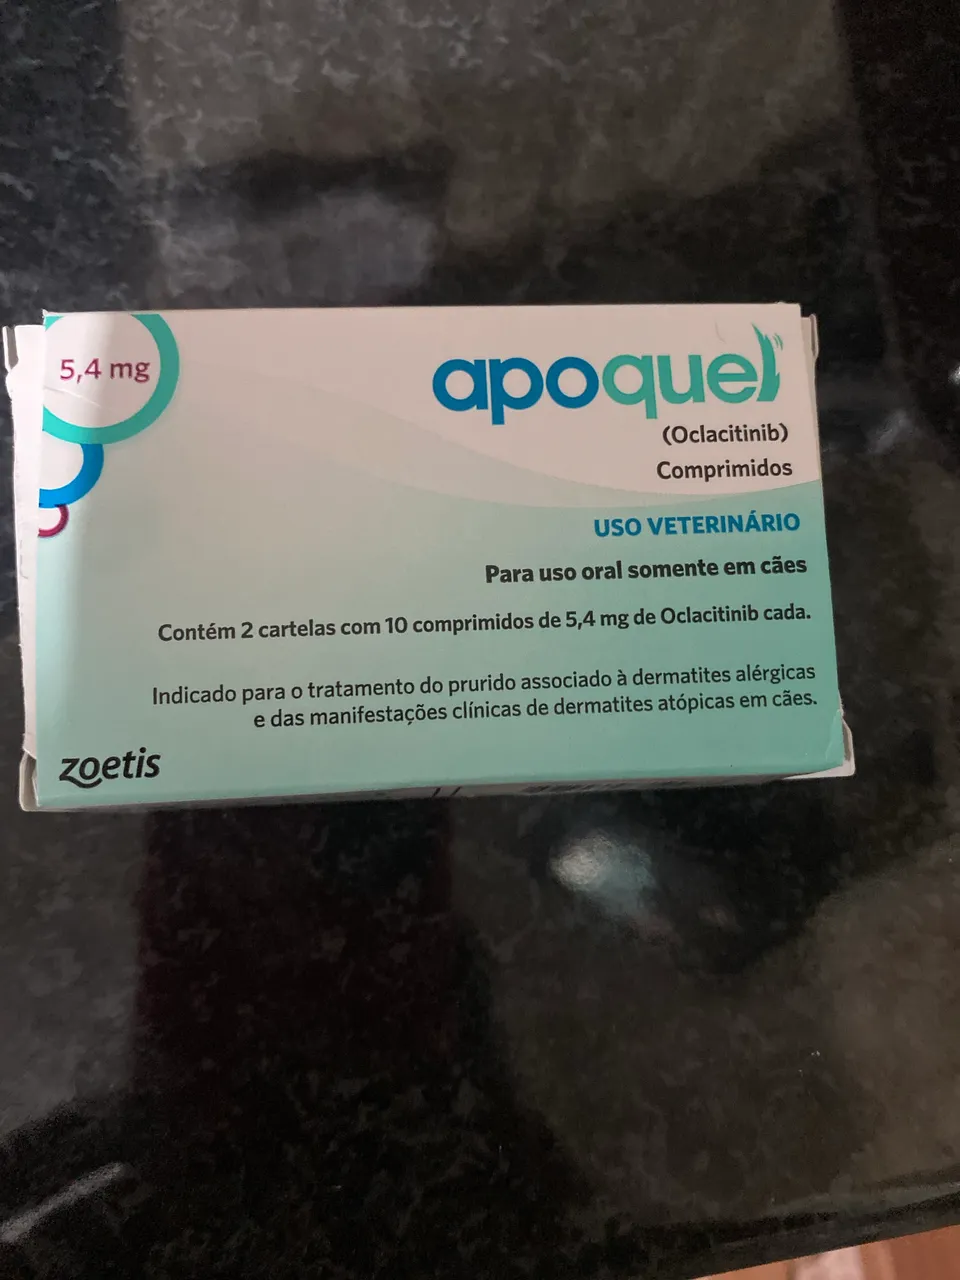 5,4 mg
apoquel
(Oclacitinib)
Comprimidos
USO VETERINÁRIO
Para uso oral somente em cães
Contém 2 cartelas com 10 comprimidos de 5,4 mg de Oclacitinib cada.
Indicado para o tratamento do prurido associado à dermatites alérgicas
e das manifestações clínicas de dermatites atópicas em cães.
zoetis